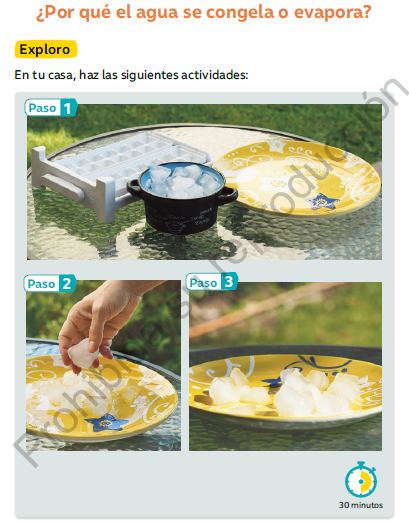 ¿Por qué el agua se congela o evapora?
Exploro
En tu casa, haz las siguientes actividades:
Paso 1
Paso 2
Paso 3
Prohibida su reproducción
30 minutos